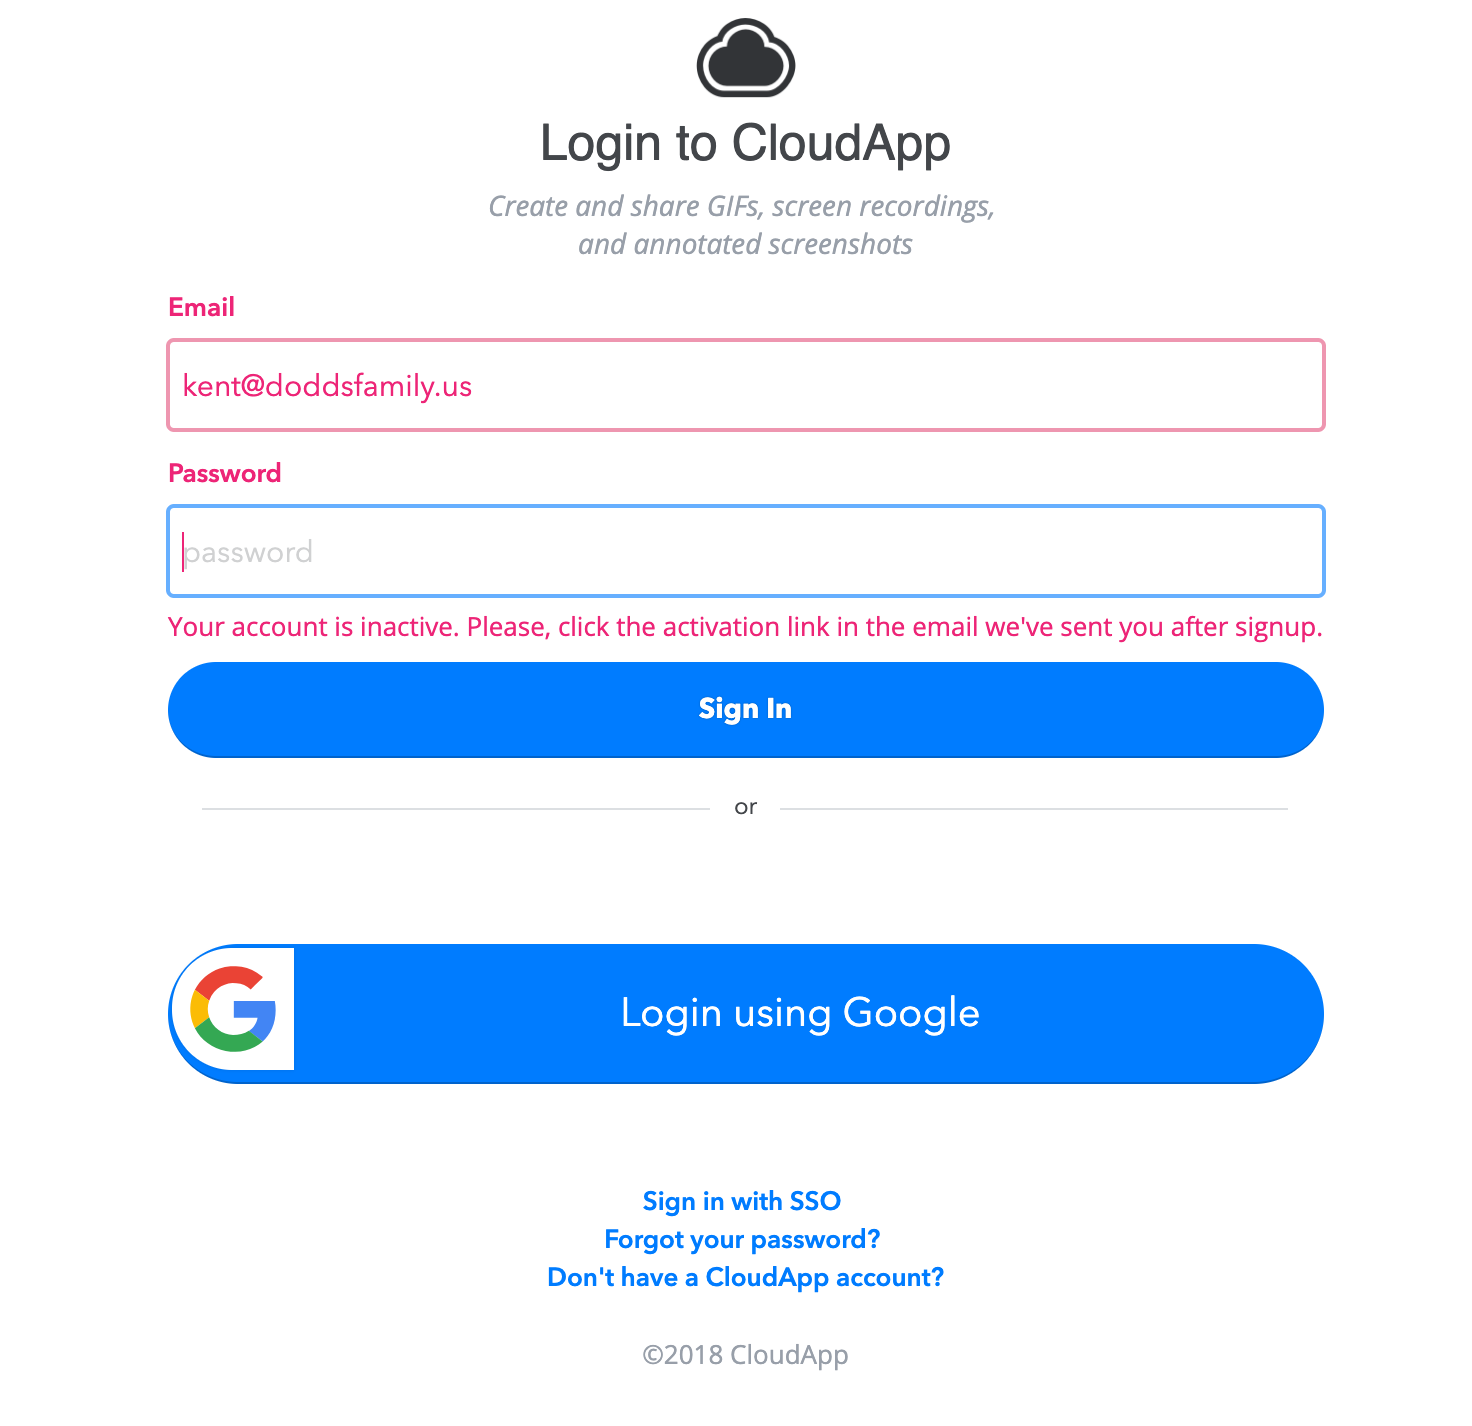 Login to CloudApp
Create and share GIFs, screen recordings,
and annotated screenshots
Email
kent@doddsfamily.us
Password
password
Your account is inactive. Please, click the activation link in the email we've sent you after signup.
Sign In
or
Login using Google
Sign in with SSO
Forgot your password?
Don't have a CloudApp account?
©2018 CloudApp